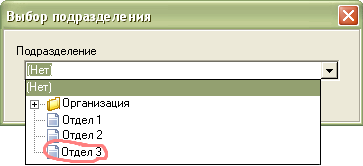 Выбор подразделения
Подразделение
(Нет)
(Нет)
Организация
Отдел 1
Отдел 2
Отдел 3